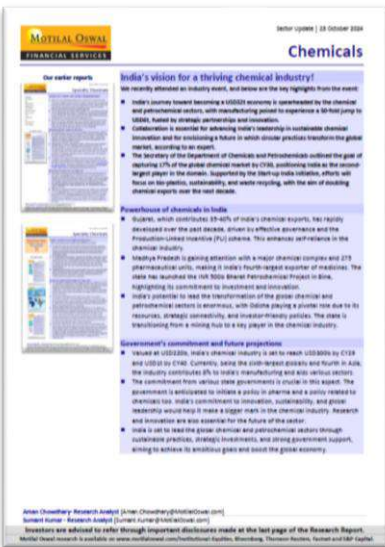 Sector Update | 23 October 2024
MOTILAL OSWAL
FINANCIAL SERVICES
Chemicals
Our earlier reports
India's vision for a thriving chemical industry!
We recently attended an industry event, and below are the key highlights from the event:
India's journey toward becoming a economy is spearheaded by the chemical
and petrochemical sectors, with manufacturing poised to experience a jump to
fueled by strategic partnerships and innovation.
Collaboration is essential for advancing India's leadership in sustainable chemical
innovation and for envisioning a future in which circular practices transform the global
market, according to an expert.
The Secretary of the Department of Chemicals and Petrochemicals outlined the goal of
capturing of the global chemical market by positioning India as the second-
largest player in the domain. Supported by the Start-up India initiative, efforts will
focus on bio-plastics, sustainability, and waste recycling, with the aim of doubling
chemical exports over the next decade.
Powerhouse of chemicals in India
Gujarat, which contributes 35-40% of India's chemical exports, has rapidly
developed over the past decade, driven by effective governance and the
Production-Linked Incentive (PLI) scheme. This enhances self-reliance in the
chemical industry.
Madhya Pradesh is gaining attention with a major chemical complex and 275
pharmaceutical units, making it India's fourth-largest exporter of medicines. The
state has launched the INR 500b Bharat Petrochemical Project in Bina,
highlighting its commitment to investment and innovation.
India's potential to lead the transformation of the global chemical and
petrochemical sectors is enormous, with Odisha playing a pivotal role due to its
resources, strategic connectivity, and investor-friendly policies. The state is
transitioning from a mining hub to a key player in the chemical industry.
Government's commitment and future projections
Valued at USD220b, India's chemical industry is set to reach USD300b by
and USD1t by CY40. Currently, being the sixth-largest globally and fourth in Asia,
the industry contributes to India's manufacturing and also various sectors.
The commitment from various state governments is crucial in this aspect. The
government is anticipated to initiate a policy in pharma and a policy related to
chemicals too. India's commitment to innovation, sustainability, and global
leadership would help it make a bigger mark in the chemical industry. Research
and innovation are also essential for the future of the sector.
India is set to lead the global chemical and petrochemical sectors through
sustainable practices, strategic investments, and strong government support,
aiming to achieve its ambitious goals and boost the global economy.
Aman Chowdhary- Research Analyst (Aman.Chowdhary@MotilalOswal.com)
Sumant Kumar - Research Analyst (Sumant.Kumar@MotilalOswal.com)
Investors are advised to refer through important disclosures made at the last page of the Research Report.
Motilal Oswal research is available on www.motilaloswal.com/Institutional-Equities, Bloomberg, Thomson Reuters, Factset and S&P Capital.